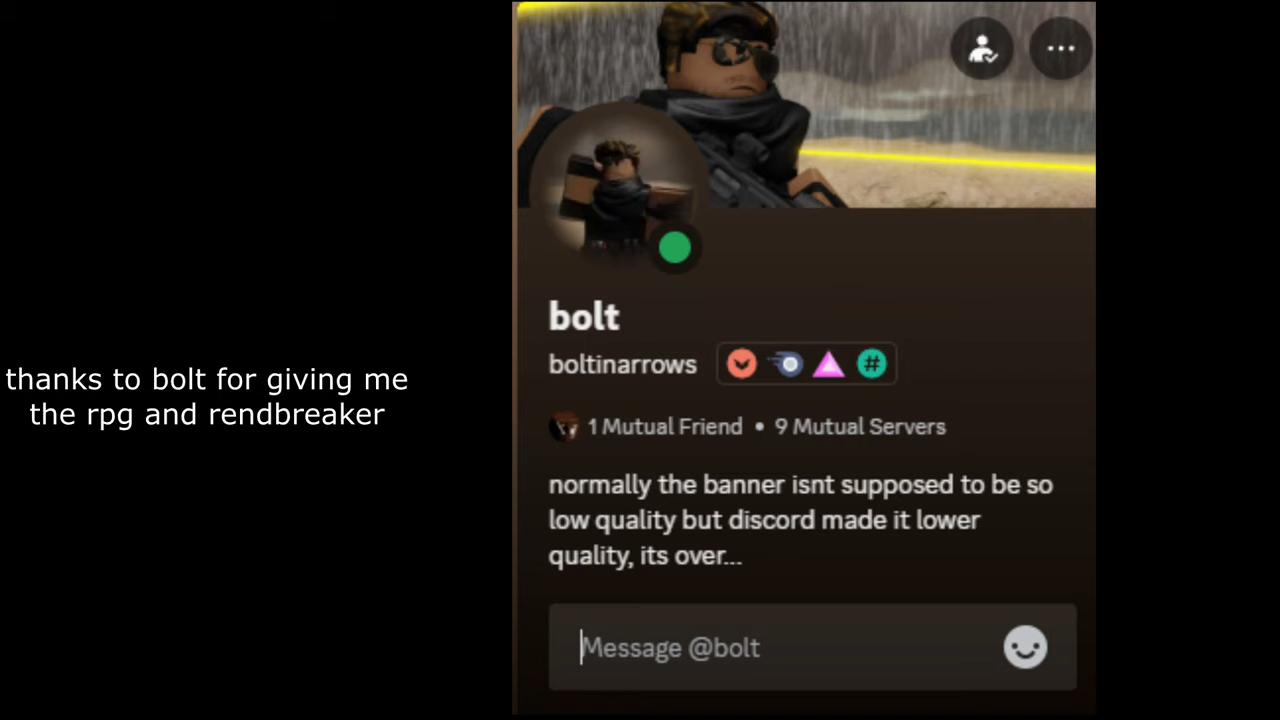 thanks to bolt for giving me
the rpg and rendbreaker
bolt
boltinarrows
1 Mutual Friend • 9 Mutual Servers
normally the banner isnt supposed to be so
low quality but discord made it lower
quality, its over...
Message @bolt